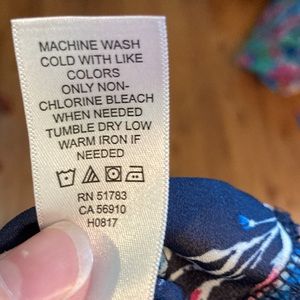 MACHINE WASH
COLD WITH LIKE
COLORS
ONLY NON-
CHLORINE BLEACH
WHEN NEEDED
TUMBLE DRY LOW
WARM IRON IF
NEEDED
RN 51783
CA 56910
H0817